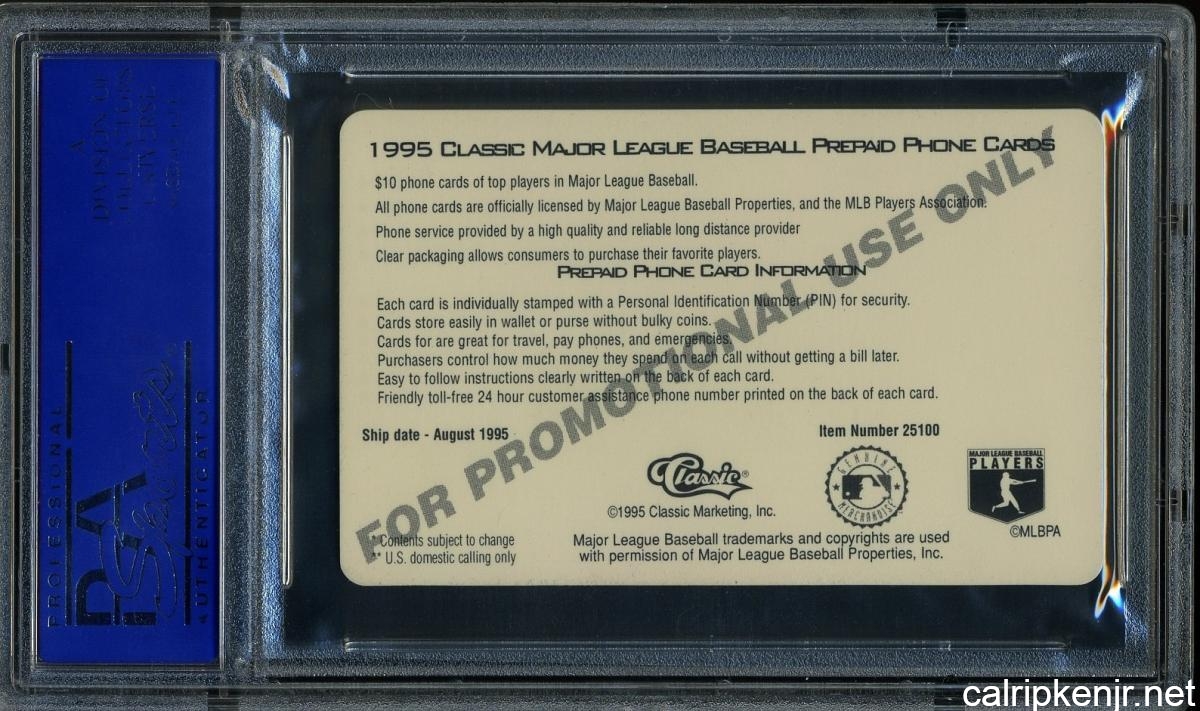 1995 CLASSIC MAJOR LEAGUE BASEBALL PREPAID PHONE CARDS
$10 phone cards of top players in Major League Baseball.
All phone cards are officially licensed by Major League Baseball Properties, and the MLB Players Association.
Phone service provided by a high quality and reliable long distance provider
Clear packaging allows consumers to purchase their favorite players.
PREPAID PHONE CARD INFORMATION
Each card is individually stamped with a Personal Identification Number (PIN) for security.
Cards store easily in wallet or purse without bulky coins.
Cards for are great for travel, pay phones, and emergencies.
Purchasers control how much money they spend on each call without getting a bill later.
Easy to follow instructions clearly written on the back of each card.
Friendly toll-free 24 hour customer assistance phone number printed on the back of each card.
FOR PROMOTIONAL USE ONLY
Ship date - August 1995
Item Number 25100
Classic®
©1995 Classic Marketing, Inc.
GENUINE
MERCHANDISE
MAJOR LEAGUE BASEBALL
PLAYERS
©MLBPA
* Contents subject to change
** U.S. domestic calling only
Major League Baseball trademarks and copyrights are used
with permission of Major League Baseball Properties, Inc.
A
DIVISION OF
COLLECTORS
UNIVERSE
PROFESSIONAL
PSA
AUTHENTICATOR
calripkenjr.net